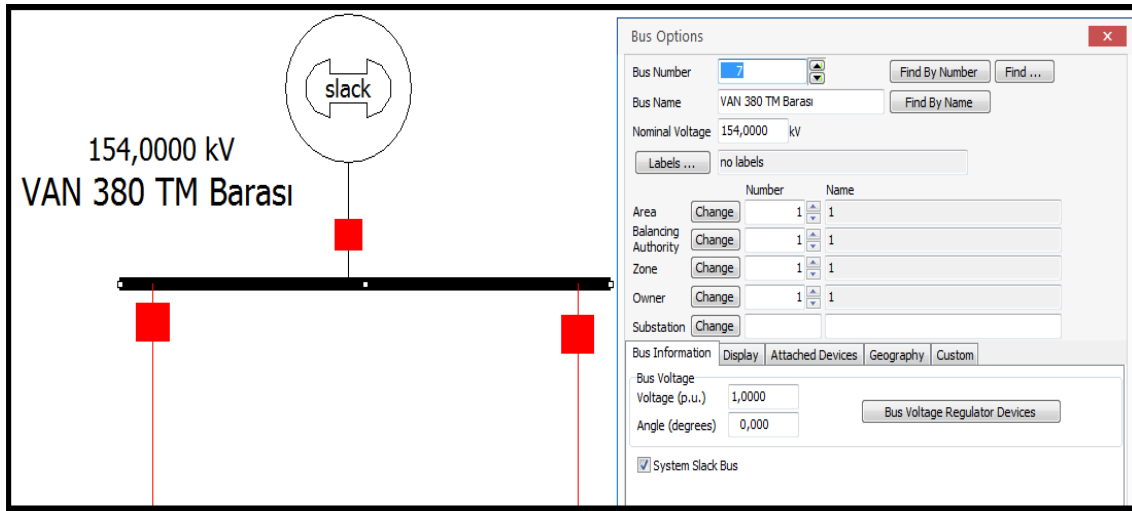 slack
154,0000 kV
VAN 380 TM Barası
Bus Options
x
Bus Number 7 Find By Number Find ...
Bus Name VAN 380 TM Barası Find By Name
Nominal Voltage 154,0000 kV
Labels ... no labels
Number Name
Area Change 1 1
Balancing
Authority Change 1 1
Zone Change 1 1
Owner Change 1 1
Substation Change
Bus Information Display Attached Devices Geography Custom
Bus Voltage
Voltage (p.u.) 1,0000
Bus Voltage Regulator Devices
Angle (degrees) 0,000
System Slack Bus